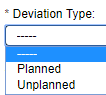 * Deviation Type:
-----
-----
Planned
Unplanned